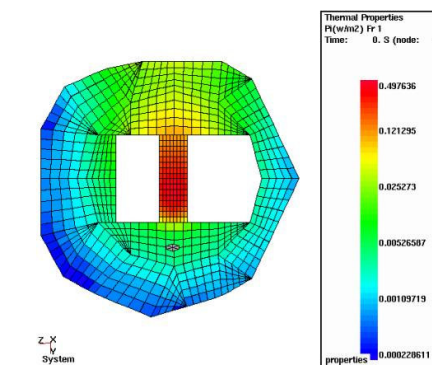 Thermal Properties
Pl(w/m2) Fr 1
Time: 0. S (node:
0.497636
0.121295
0.025273
0.00526587
0.00109719
0.000228611
properties
Z X
Y
System